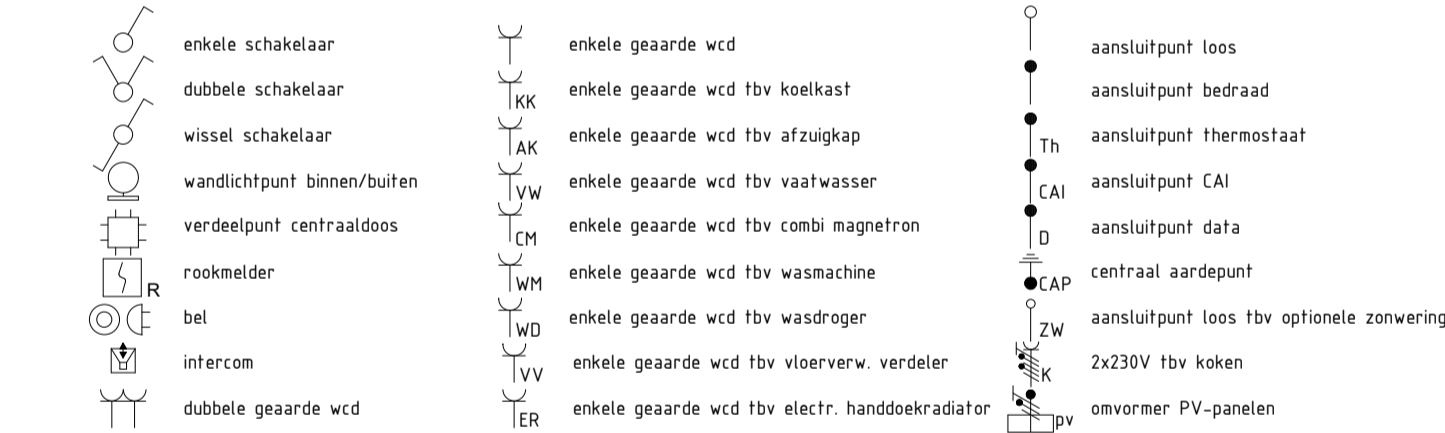 enkele schakelaar
dubbele schakelaar
wissel schakelaar
wandlichtpunt binnen/buiten
verdeelpunt centraaldoos
R rookmelder
bel
intercom
dubbele geaarde wcd
enkele geaarde wcd
KK enkele geaarde wcd tbv koelkast
AK enkele geaarde wcd tbv afzuigkap
VW enkele geaarde wcd tbv vaatwasser
CM enkele geaarde wcd tbv combi magnetron
WM enkele geaarde wcd tbv wasmachine
WD enkele geaarde wcd tbv wasdroger
VV enkele geaarde wcd tbv vloerverw. verdeler
ER enkele geaarde wcd tbv electr. handdoekradiator
aansluitpunt loos
aansluitpunt bedraad
Th aansluitpunt thermostaat
CAI aansluitpunt CAI
D aansluitpunt data
CAP centraal aardepunt
ZW aansluitpunt loos tbv optionele zonwering
K 2x230V tbv koken
pv omvormer PV-panelen